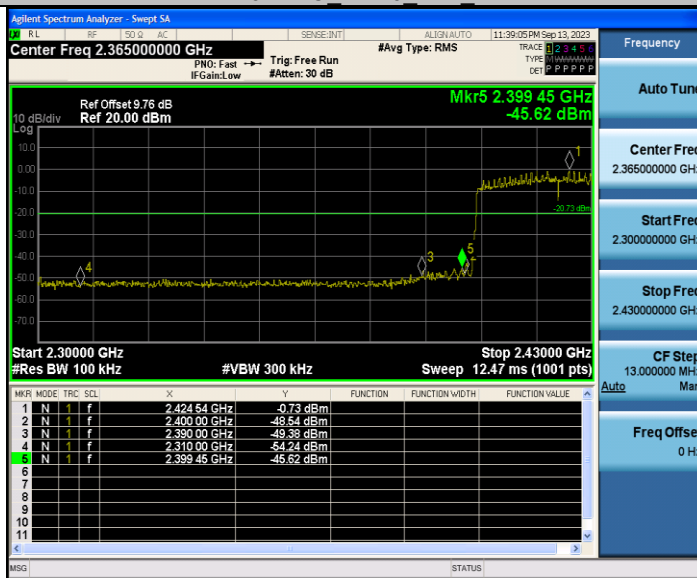 Agilent Spectrum Analyzer - Swept SA
RL RF 50 Ω AC SENSE:INT ALIGN AUTO 11:39:05 PM Sep 13, 2023
Center Freq 2.365000000 GHz
PNO: Fast
IFGain:Low
Trig: Free Run
#Atten: 30 dB
#Avg Type: RMS
TRACE 1 2 3 4 5 6
TYPE M
DET P P P P P
Mkr5 2.399 45 GHz
-45.62 dBm
Ref Offset 9.76 dB
10 dB/div Ref 20.00 dBm
Log
10.0
0.00
-10.0
-20.0
-30.0
-40.0
-50.0
-60.0
-70.0
1
-20.73 dBm
3
5
4
Start 2.30000 GHz Stop 2.43000 GHz
#Res BW 100 kHz #VBW 300 kHz Sweep 12.47 ms (1001 pts)
MKR MODE TRC SCL X Y FUNCTION FUNCTION WIDTH FUNCTION VALUE
1 N 1 f 2.424 54 GHz -0.73 dBm
2 N 1 f 2.400 00 GHz -48.54 dBm
3 N 1 f 2.390 00 GHz -49.38 dBm
4 N 1 f 2.310 00 GHz -54.24 dBm
5 N 1 f 2.399 45 GHz -45.62 dBm
6
7
8
9
10
11
MSG STATUS
Frequency
Auto Tune
Center Freq
2.365000000 GHz
Start Freq
2.300000000 GHz
Stop Freq
2.430000000 GHz
CF Step
13.000000 MHz
Auto Man
Freq Offset
0 Hz